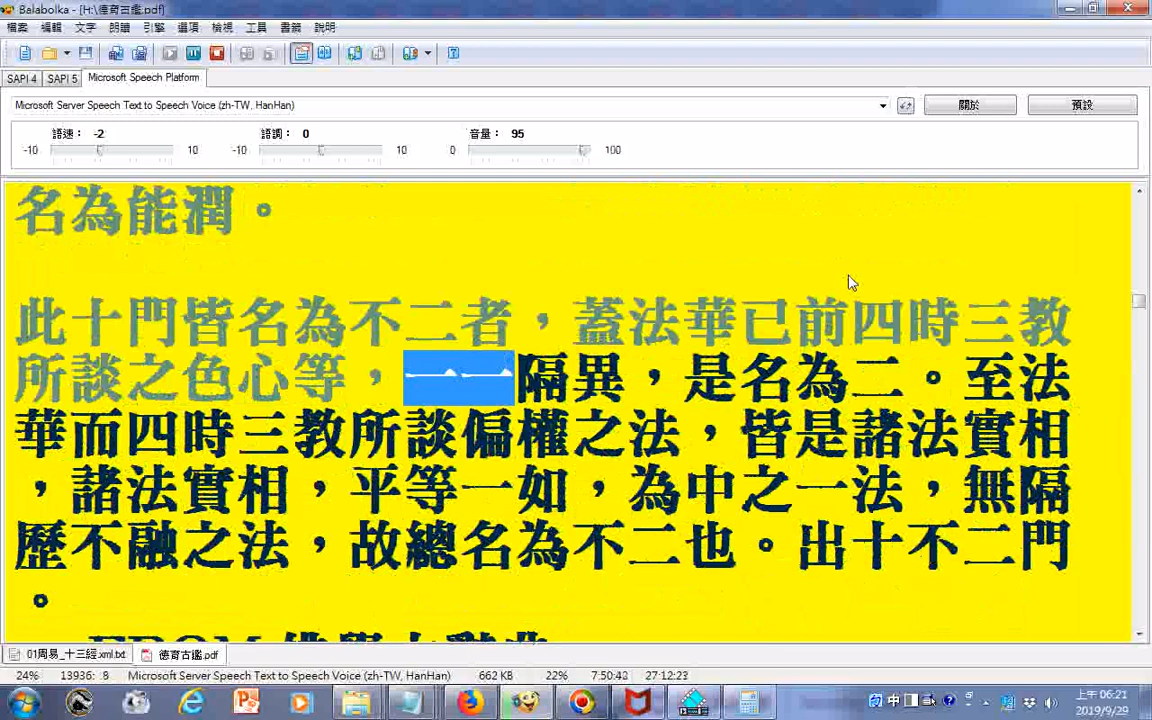 Balabolka - [H:\德育古鑑.pdf]
檔案 編輯 文字 朗讀 引擎 選項 檢視 工具 書籤 說明
SAPI 4 SAPI 5 Microsoft Speech Platform
Microsoft Server Speech Text to Speech Voice (zh-TW, HanHan) 關於 預設
語速： -2 語調： 0 音量： 95
-10 10 -10 10 0 100
名為能潤。
此十門皆名為不二者，蓋法華已前四時三教
所談之色心等，一一隔異，是名為二。至法
華而四時三教所談偏權之法，皆是諸法實相
，諸法實相，平等一如，為中之一法，無隔
歷不融之法，故總名為不二也。出十不二門
。
01周易_十三經.xml.txt 德育古鑑.pdf
24% 13936: 8 Microsoft Server Speech Text to Speech Voice (zh-TW, HanHan) 662 KB 22% 7:50:43 27:12:23
中 上午 06:21
2019/9/29